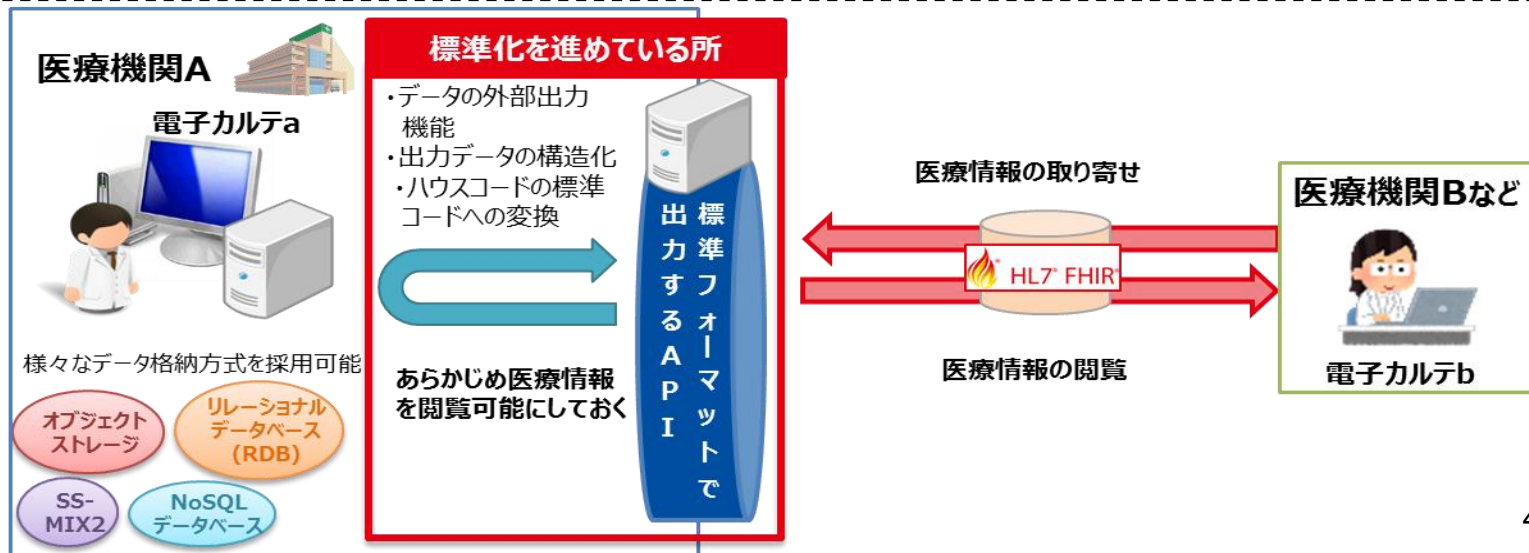 医療機関A
電子カルテa
様々なデータ格納方式を採用可能
オブジェクト
ストレージ
リレーショナル
データベース
(RDB)
SS-
MIX2
NoSQL
データベース
標準化を進めている所
・データの外部出力
機能
・出力データの構造化
・ハウスコードの標準
コードへの変換
あらかじめ医療情報
を閲覧可能にしておく
標準フォーマットで
出力するAPI
医療情報の取り寄せ
HL7® FHIR®
医療情報の閲覧
医療機関Bなど
電子カルテb